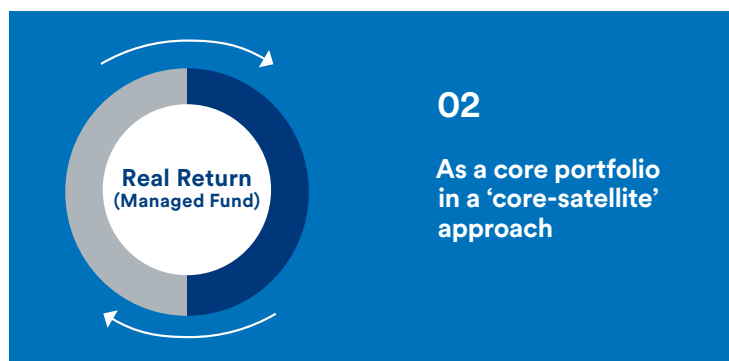 Real Return
(Managed Fund)
02
As a core portfolio
in a ‘core-satellite’
approach